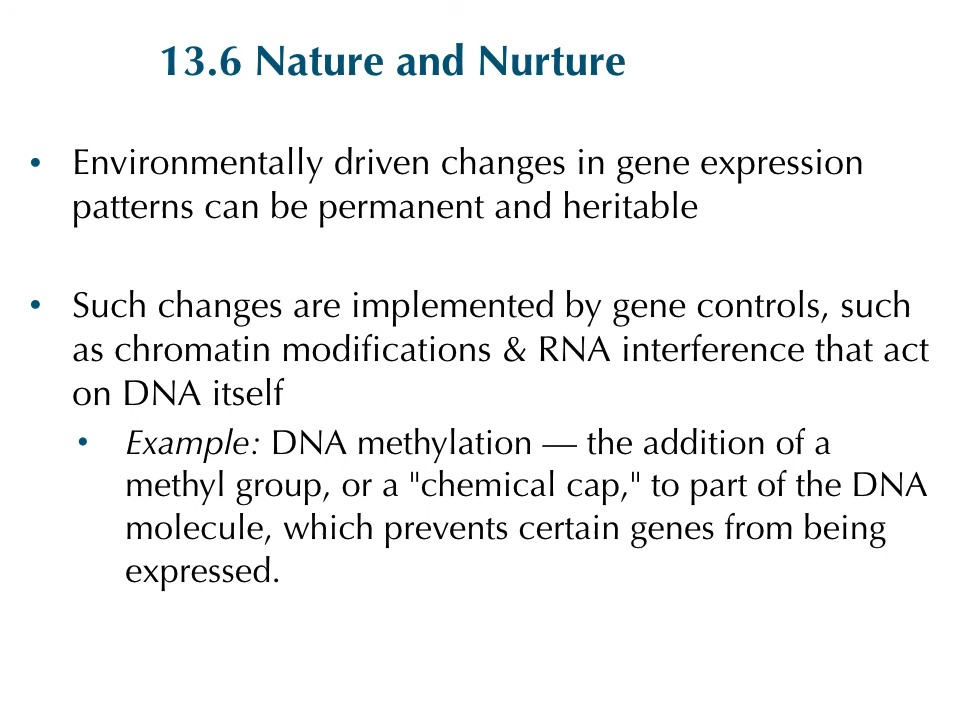 13.6 Nature and Nurture
• Environmentally driven changes in gene expression
patterns can be permanent and heritable
• Such changes are implemented by gene controls, such
as chromatin modifications & RNA interference that act
on DNA itself
• Example: DNA methylation — the addition of a
methyl group, or a "chemical cap," to part of the DNA
molecule, which prevents certain genes from being
expressed.